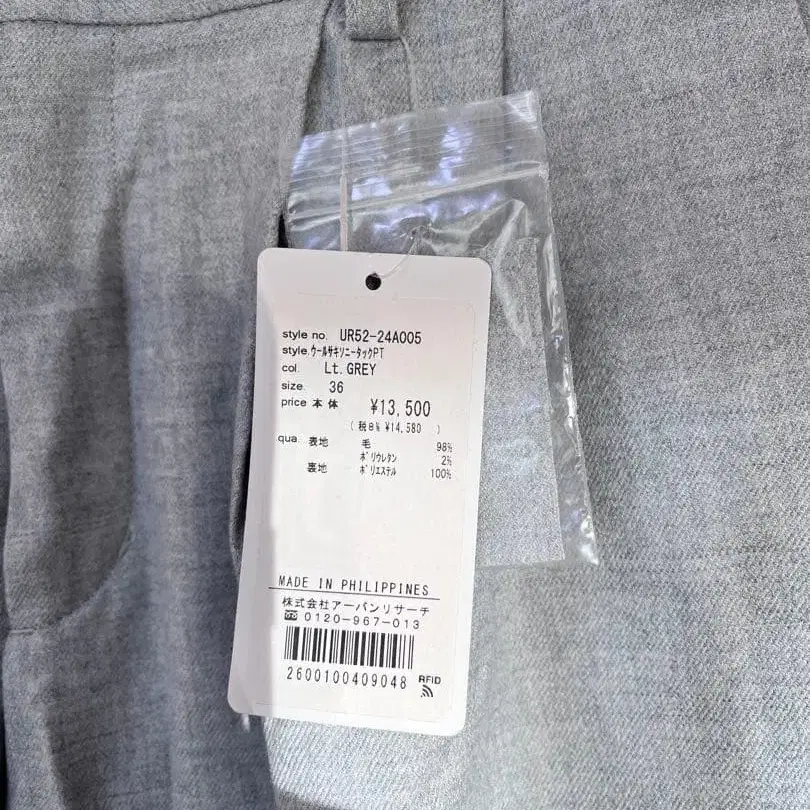 style no. UR52-24A005
style. ウールサキソニータックPT
col. Lt.GREY
size. 36
price 本体 ¥13,500
( 税8% ¥14,580 )
qua. 表地 毛 98%
ポリウレタン 2%
裏地 ポリエステル 100%
MADE IN PHILIPPINES
株式会社アーバンリサーチ
0120-967-013
2600100409048 RFID